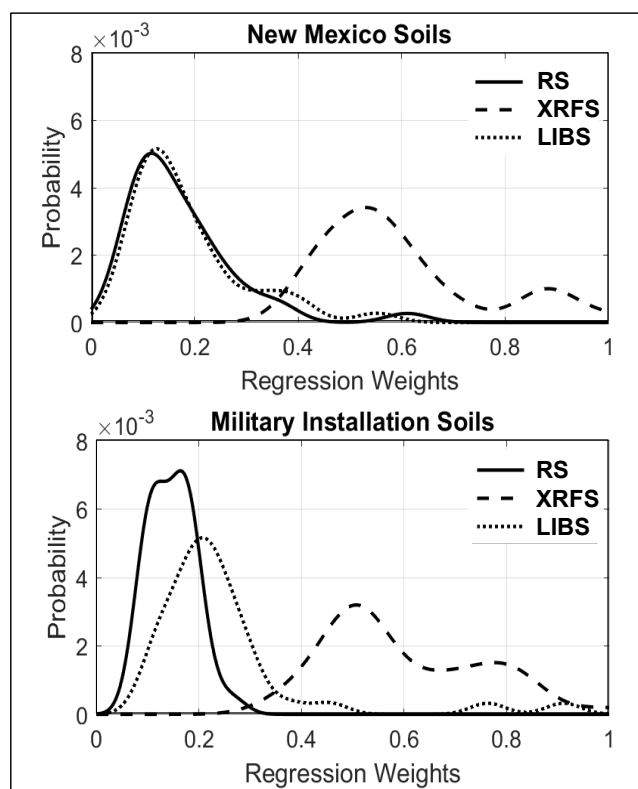 New Mexico Soils
×10⁻³
8
6
4
2
0
Probability
RS
XRFS
LIBS
0 0.2 0.4 0.6 0.8 1
Regression Weights
Military Installation Soils
×10⁻³
8
6
4
2
0
Probability
RS
XRFS
LIBS
0 0.2 0.4 0.6 0.8 1
Regression Weights